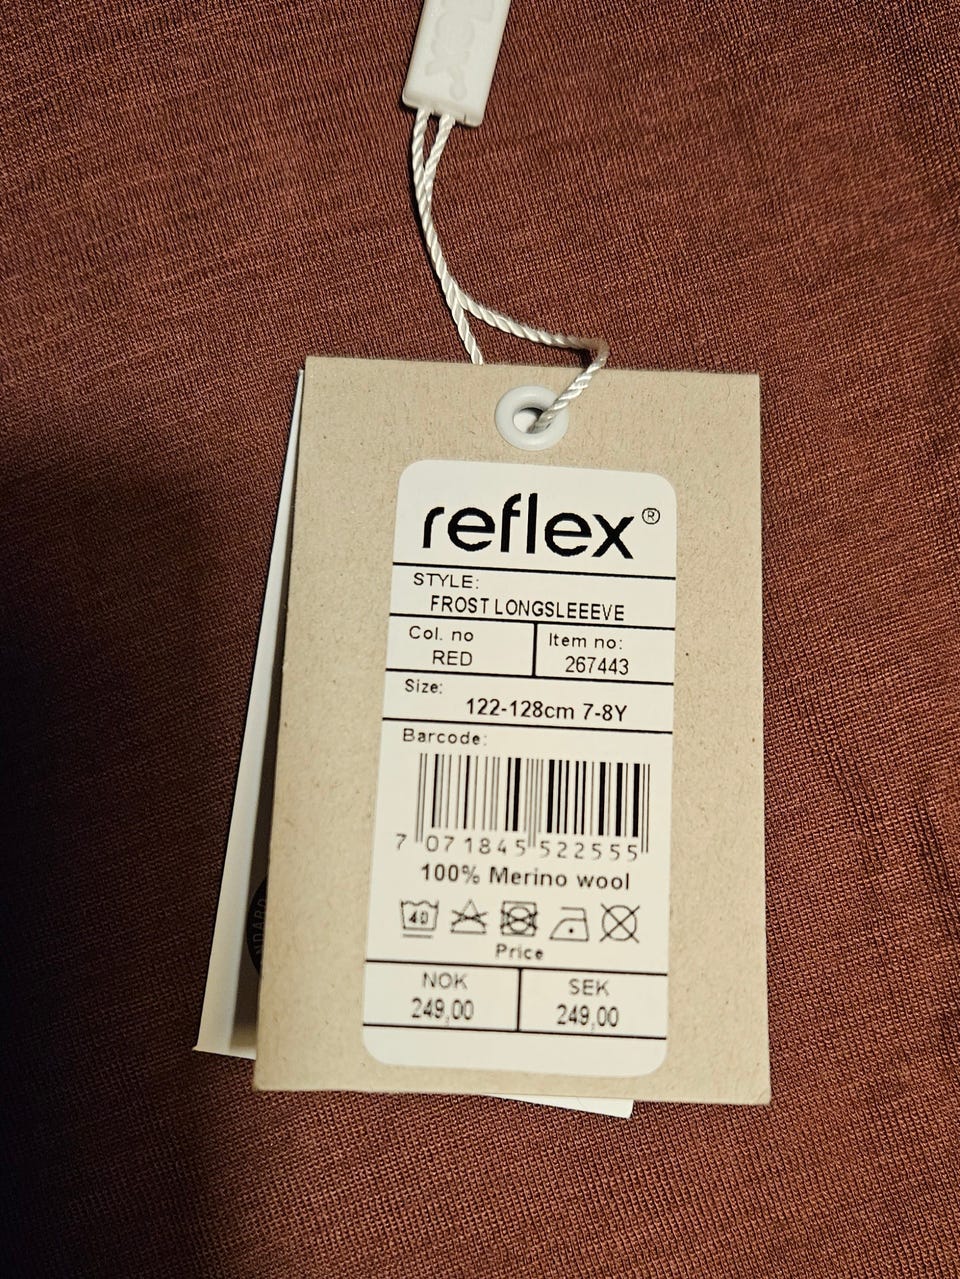 reflex®
STYLE:
FROST LONGSLEEEVE
Col. no
RED
Item no:
267443
Size:
122-128cm 7-8Y
Barcode:
7 071845 522555
100% Merino wool
40
Price
NOK
249,00
SEK
249,00